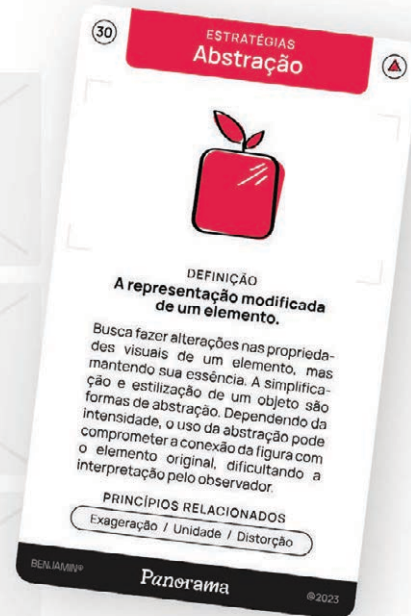 30
ESTRATÉGIAS
Abstração
DEFINIÇÃO
A representação modificada
de um elemento.
Busca fazer alterações nas proprieda-
des visuais de um elemento, mas
mantendo sua essência. A simplifica-
ção e estilização de um objeto são
formas de abstração. Dependendo da
intensidade, o uso da abstração pode
comprometer a conexão da figura com
o elemento original, dificultando a
interpretação pelo observador.
PRINCÍPIOS RELACIONADOS
Exageração / Unidade / Distorção
BENJAMIN®
Panorama
@2023